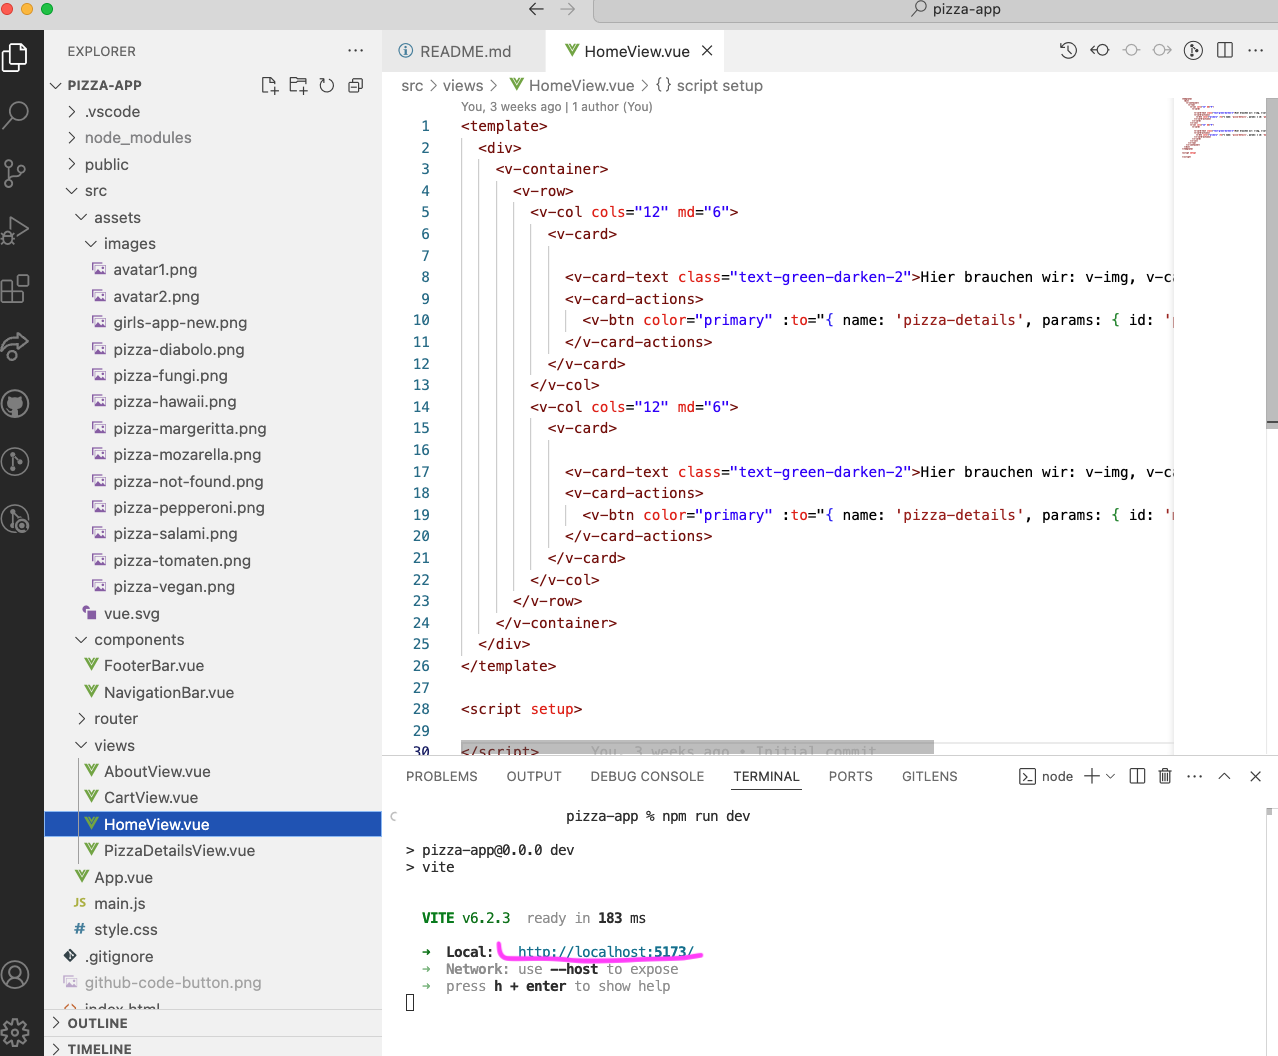 pizza-app
EXPLORER
PIZZA-APP
.vscode
node_modules
public
src
assets
images
avatar1.png
avatar2.png
girls-app-new.png
pizza-diabolo.png
pizza-fungi.png
pizza-hawaii.png
pizza-margeritta.png
pizza-mozarella.png
pizza-not-found.png
pizza-pepperoni.png
pizza-salami.png
pizza-tomaten.png
pizza-vegan.png
vue.svg
components
FooterBar.vue
NavigationBar.vue
router
views
AboutView.vue
CartView.vue
HomeView.vue
PizzaDetailsView.vue
App.vue
JS main.js
# style.css
.gitignore
github-code-button.png
index.html
OUTLINE
TIMELINE
README.md HomeView.vue
src > views > HomeView.vue > {} script setup
You, 3 weeks ago | 1 author (You)
1 <template>
2 <div>
3 <v-container>
4 <v-row>
5 <v-col cols="12" md="6">
6 <v-card>
7
8 <v-card-text class="text-green-darken-2">Hier brauchen wir: v-img, v-ca
9 <v-card-actions>
10 <v-btn color="primary" :to="{ name: 'pizza-details', params: { id: '
11 </v-card-actions>
12 </v-card>
13 </v-col>
14 <v-col cols="12" md="6">
15 <v-card>
16
17 <v-card-text class="text-green-darken-2">Hier brauchen wir: v-img, v-ca
18 <v-card-actions>
19 <v-btn color="primary" :to="{ name: 'pizza-details', params: { id: '
20 </v-card-actions>
21 </v-card>
22 </v-col>
23 </v-row>
24 </v-container>
25 </div>
26 </template>
27
28 <script setup>
29
30 </script> You, 3 weeks ago • Initial commit
PROBLEMS OUTPUT DEBUG CONSOLE TERMINAL PORTS GITLENS node
pizza-app % npm run dev
> pizza-app@0.0.0 dev
> vite
VITE v6.2.3 ready in 183 ms
➜ Local: http://localhost:5173/
➜ Network: use --host to expose
➜ press h + enter to show help